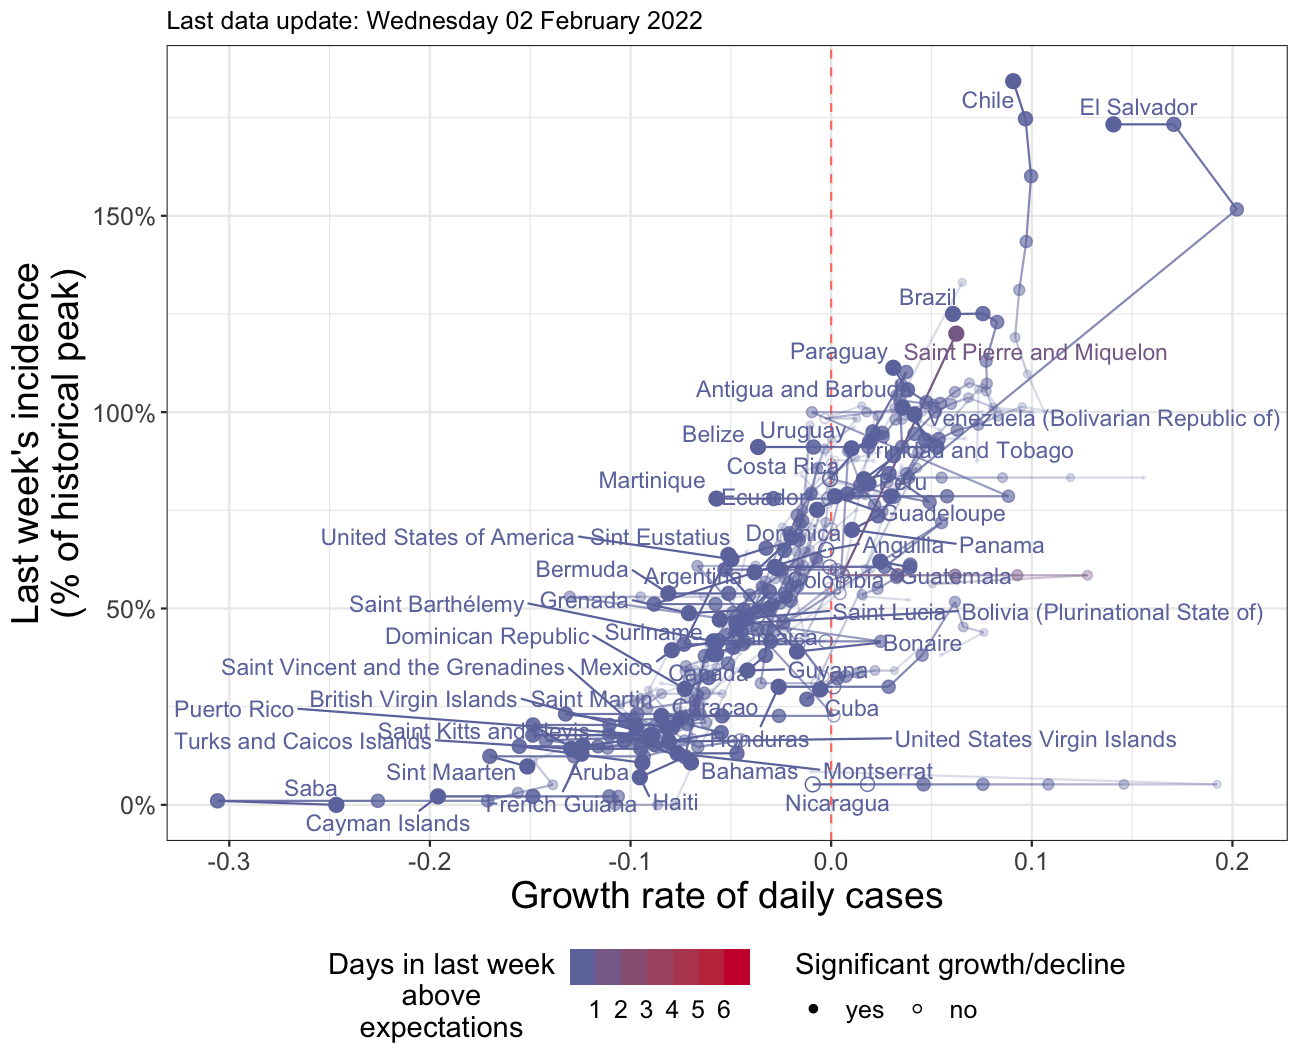 Last data update: Wednesday 02 February 2022
Last week's incidence
(% of historical peak)
150%
100%
50%
0%
Chile
El Salvador
Brazil
Paraguay
Saint Pierre and Miquelon
Antigua and Barbuda
Venezuela (Bolivarian Republic of)
Belize
Uruguay
Trinidad and Tobago
Costa Rica
Martinique
Ecuador
Peru
Guadeloupe
United States of America
Sint Eustatius
Dominica
Anguilla
Panama
Bermuda
Argentina
Colombia
Guatemala
Saint Barthélemy
Grenada
Saint Lucia
Bolivia (Plurinational State of)
Dominican Republic
Suriname
Jamaica
Bonaire
Saint Vincent and the Grenadines
Mexico
Canada
Guyana
British Virgin Islands
Saint Martin
Puerto Rico
Curacao
Cuba
Saint Kitts and Nevis
Turks and Caicos Islands
Honduras
United States Virgin Islands
Sint Maarten
Aruba
Bahamas
Montserrat
Saba
French Guiana
Haiti
Nicaragua
Cayman Islands
-0.3
-0.2
-0.1
0.0
0.1
0.2
Growth rate of daily cases
Days in last week
above
expectations
1 2 3 4 5 6
Significant growth/decline
yes
no